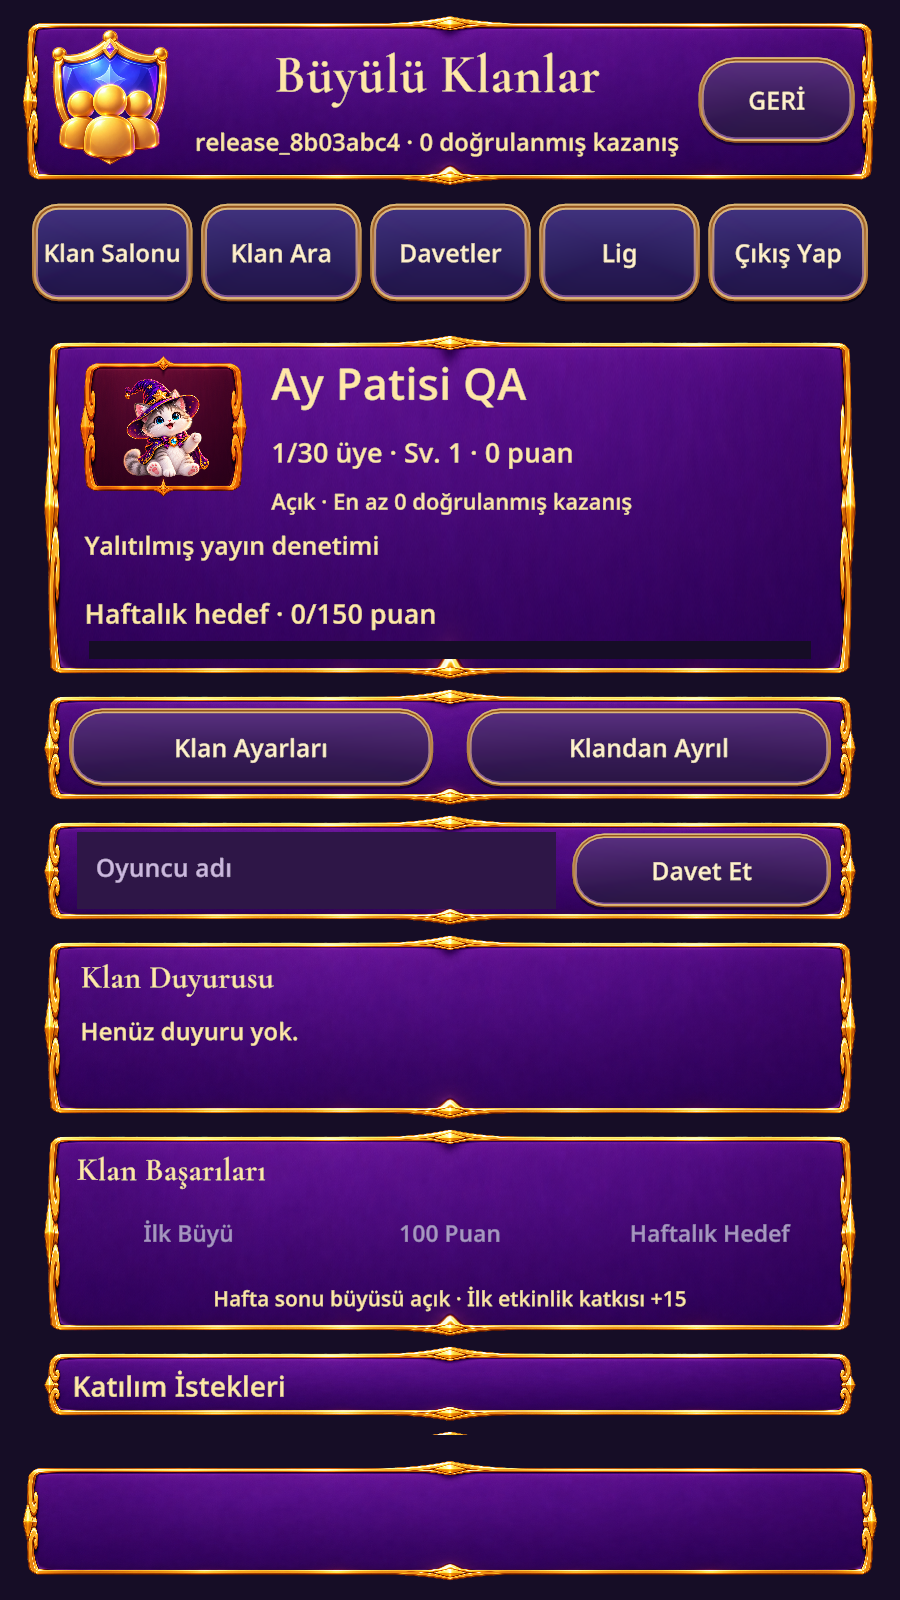 Büyülü Klanlar
release_8b03abc4 · 0 doğrulanmış kazanış
GERİ
Klan Salonu
Klan Ara
Davetler
Lig
Çıkış Yap
Ay Patisi QA
1/30 üye · Sv. 1 · 0 puan
Açık · En az 0 doğrulanmış kazanış
Yalıtılmış yayın denetimi
Haftalık hedef · 0/150 puan
Klan Ayarları
Klandan Ayrıl
Oyuncu adı
Davet Et
Klan Duyurusu
Henüz duyuru yok.
Klan Başarıları
İlk Büyü
100 Puan
Haftalık Hedef
Hafta sonu büyüsü açık · İlk etkinlik katkısı +15
Katılım İstekleri